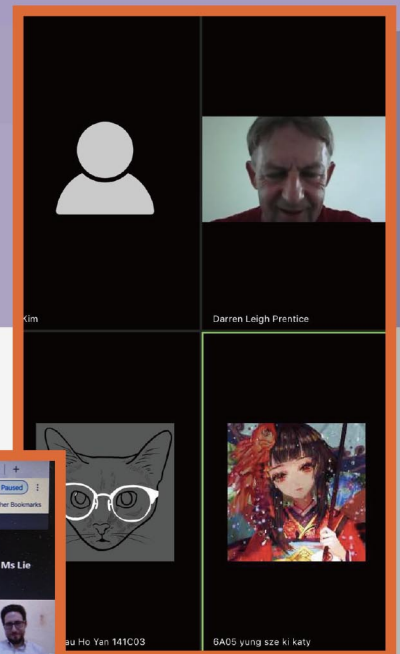 Kim
Darren Leigh Prentice
+
Paused
her Bookmarks
Ms Lie
au Ho Yan 141C03
6A05 yung sze ki katy